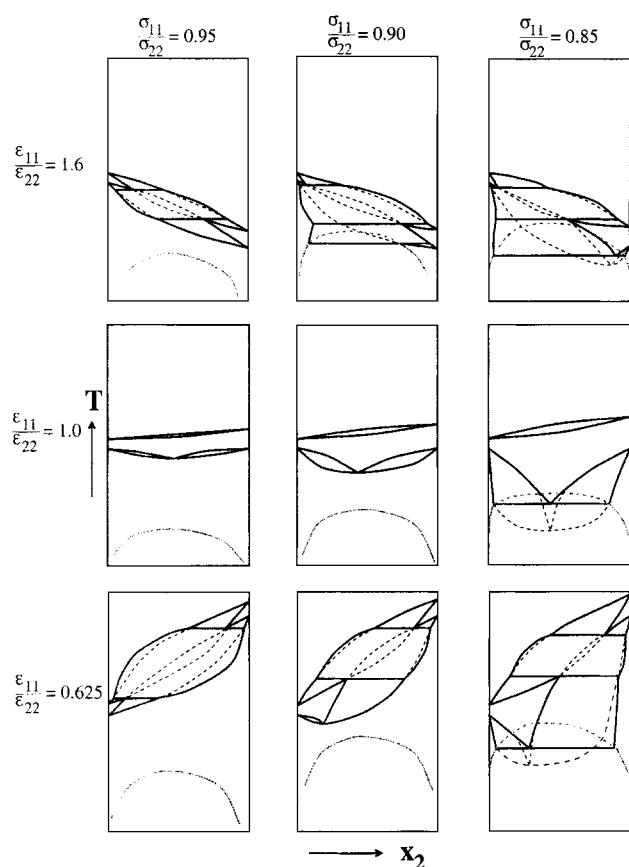 σ11/σ22 = 0.95
σ11/σ22 = 0.90
σ11/σ22 = 0.85
ε11/ε22 = 1.6
T
ε11/ε22 = 1.0
ε11/ε22 = 0.625
x2